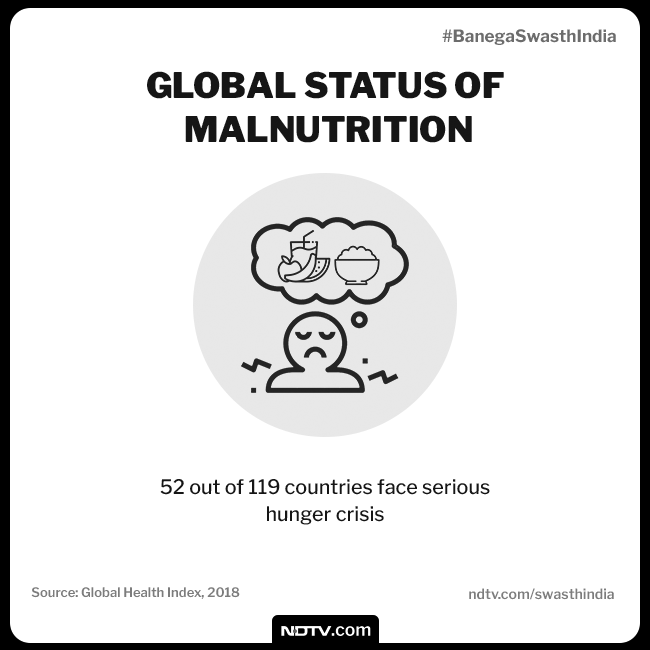 #BanegaSwasthIndia
GLOBAL STATUS OF
MALNUTRITION
52 out of 119 countries face serious
hunger crisis
Source: Global Health Index, 2018
ndtv.com/swasthindia
NDTV.com